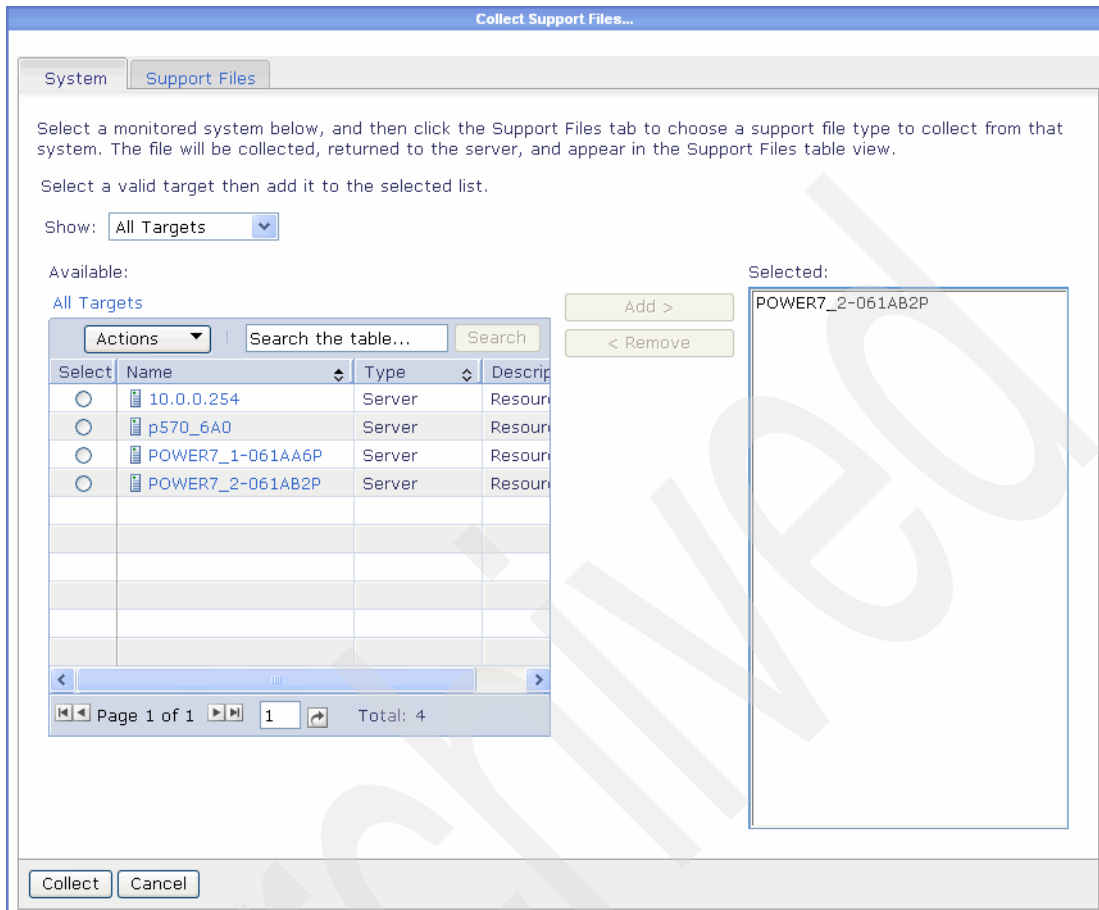 Collect Support Files...
System Support Files
Select a monitored system below, and then click the Support Files tab to choose a support file type to collect from that
system. The file will be collected, returned to the server, and appear in the Support Files table view.
Select a valid target then add it to the selected list.
Show: All Targets
Available:
All Targets
Actions Search the table... Search
Select Name Type Descrip
10.0.0.254 Server Resour
p570_6A0 Server Resour
POWER7_1-061AA6P Server Resour
POWER7_2-061AB2P Server Resour
Page 1 of 1 1 Total: 4
Add >
< Remove
Selected:
POWER7_2-061AB2P
Collect Cancel